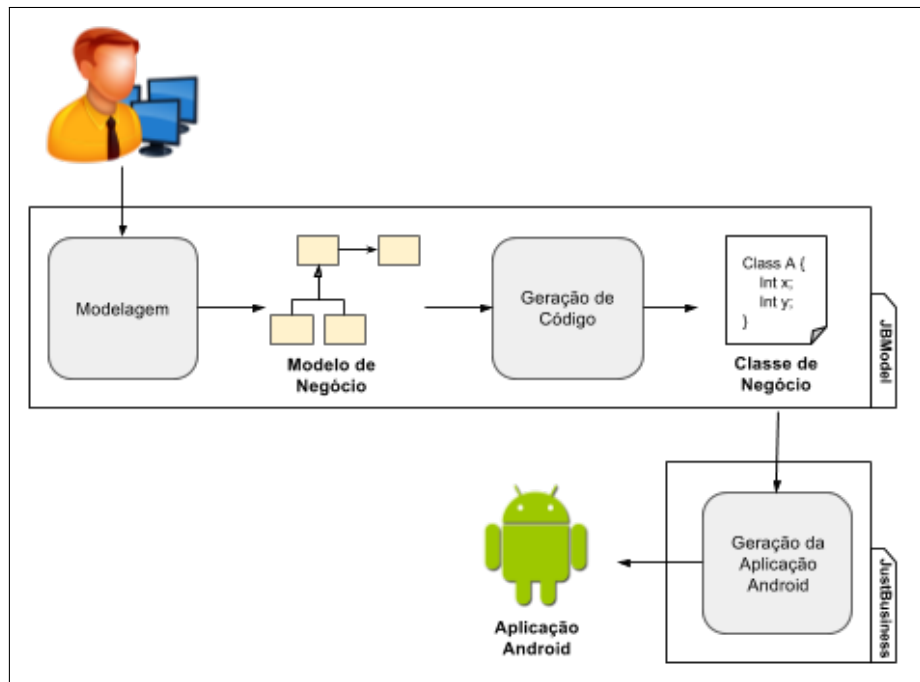 Modelagem
Modelo de
Negócio
Geração de
Código
Class A {
Int x;
Int y;
}
Classe de
Negócio
JBModel
Geração da
Aplicação
Android
JustBusiness
Aplicação
Android